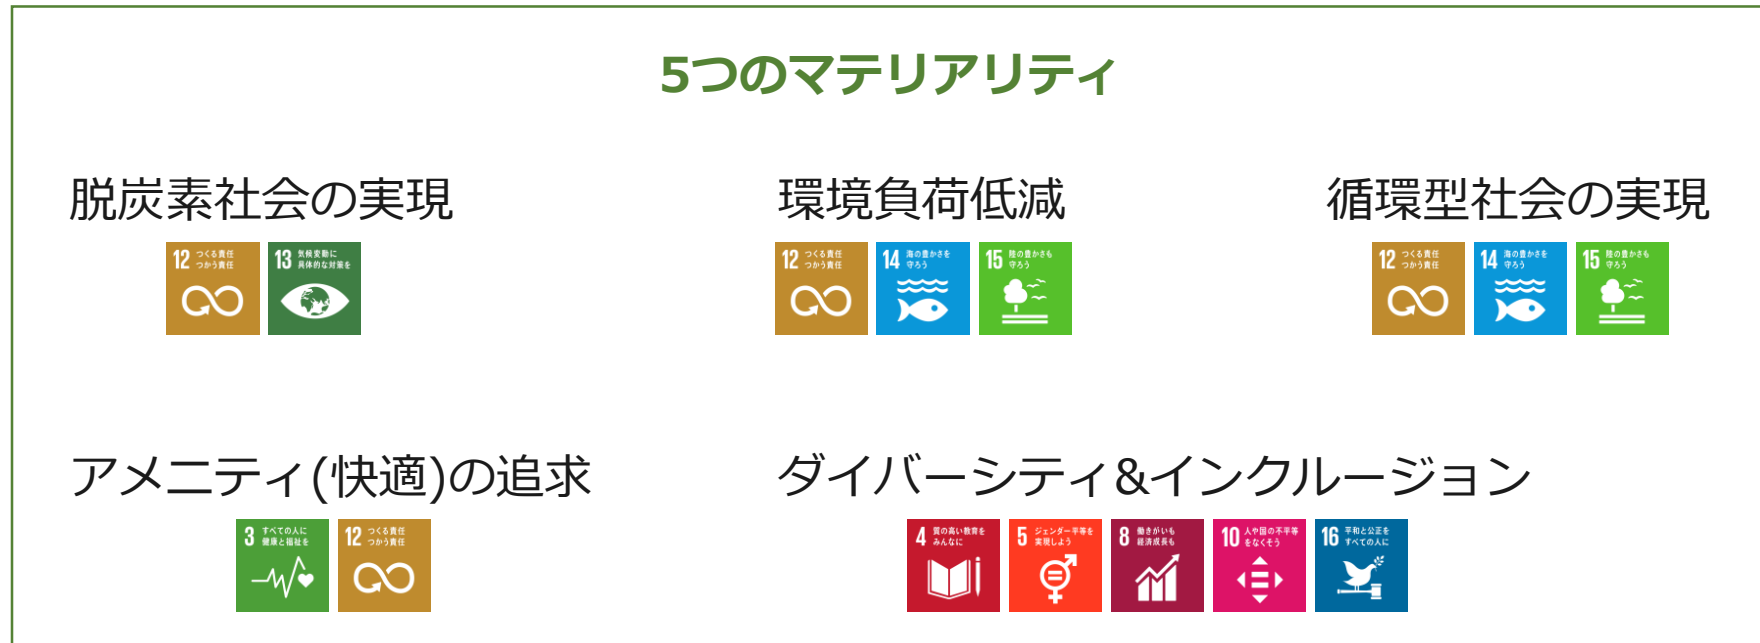 5つのマテリアリティ
脱炭素社会の実現
12 つくる責任
つかう責任
13 気候変動に
具体的な対策を
環境負荷低減
12 つくる責任
つかう責任
14 海の豊かさを
守ろう
15 陸の豊かさも
守ろう
循環型社会の実現
12 つくる責任
つかう責任
14 海の豊かさを
守ろう
15 陸の豊かさも
守ろう
アメニティ(快適)の追求
3 すべての人に
健康と福祉を
12 つくる責任
つかう責任
ダイバーシティ&インクルージョン
4 質の高い教育を
みんなに
5 ジェンダー平等を
実現しよう
8 働きがいも
経済成長も
10 人や国の不平等
をなくそう
16 平和と公正を
すべての人に